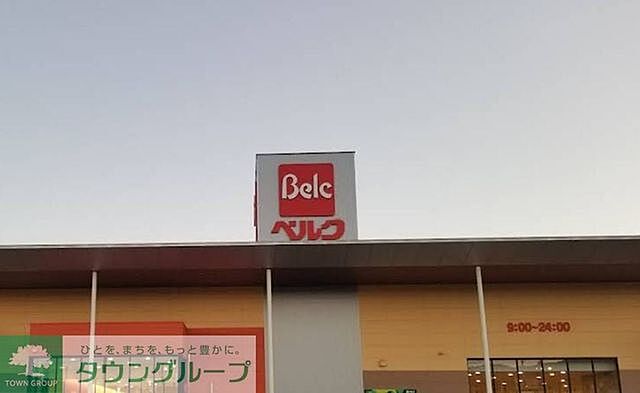 Belc
ベルク
9:00~24:00
ひとを、まちを、もっと豊かに。
タウングループ
TOWN GROUP